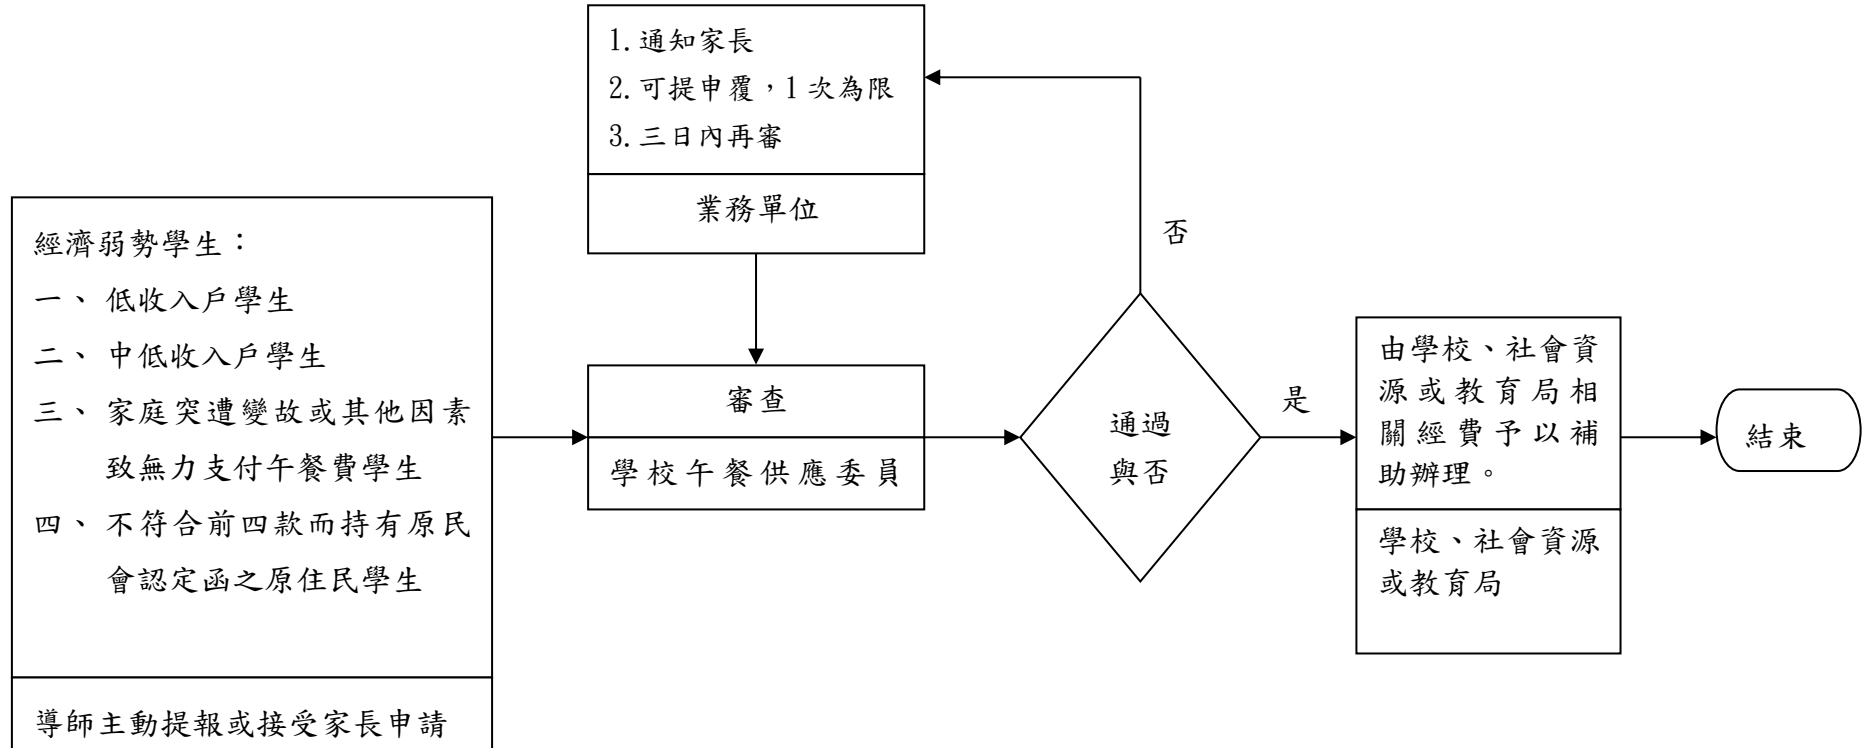 1.通知家長
2.可提申覆，1 次為限
3.三日內再審
業務單位
經濟弱勢學生：
一、 低收入戶學生
二、 中低收入戶學生
三、 家庭突遭變故或其他因素
致無力支付午餐費學生
四、 不符合前四款而持有原民
會認定函之原住民學生
導師主動提報或接受家長申請
審查
學校午餐供應委員
通過
與否
否
是
由學校、社會資
源或教育局相
關經費予以補
助辦理。
學校、社會資源
或教育局
結束